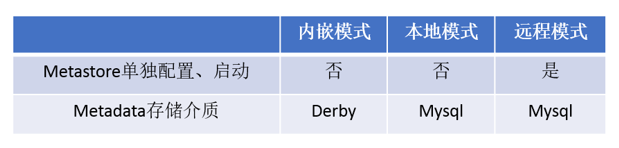 内嵌模式 本地模式 远程模式
Metastore单独配置、启动 否 否 是
Metadata存储介质 Derby Mysql Mysql